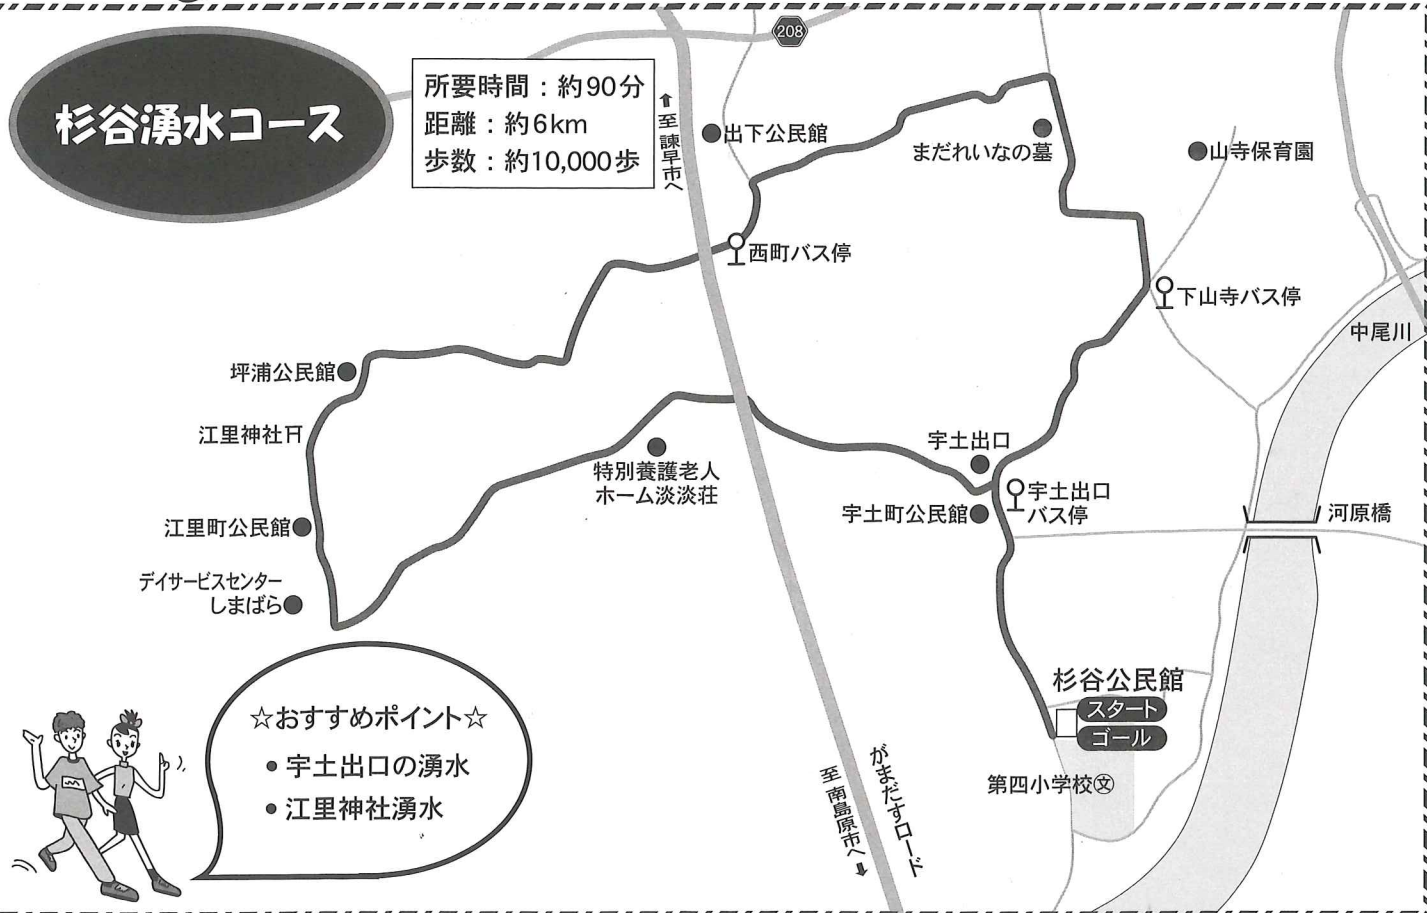 杉谷湧水コース
所要時間：約90分
距離：約6km
歩数：約10,000歩
208
至 諫早市へ
出下公民館
まだれいなの墓
山寺保育園
西町バス停
下山寺バス停
中尾川
坪浦公民館
江里神社
特別養護老人
ホーム淡淡荘
宇土出口
宇土出口
バス停
宇土町公民館
河原橋
江里町公民館
デイサービスセンター
しまばら
杉谷公民館
スタート
ゴール
第四小学校文
がまだすロード
至 南島原市へ
☆おすすめポイント☆
● 宇土出口の湧水
● 江里神社湧水